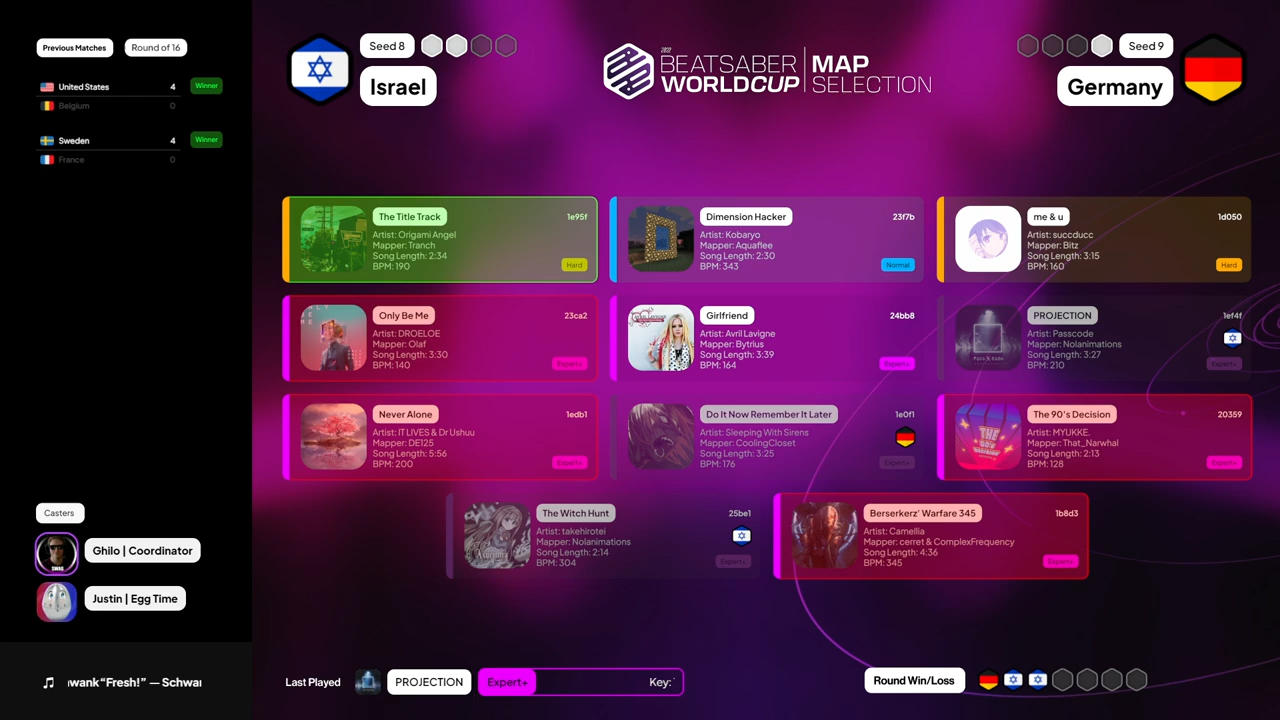 Previous Matches
Round of 16
United States 4 Winner
Belgium 0
Sweden 4 Winner
France 0
Casters
Ghilo | Coordinator
Justin | Egg Time
wank “Fresh!” — Schwa
Seed 8
Israel
2022
BEATSABER
WORLDCUP
MAP
SELECTION
Seed 9
Germany
The Title Track 1e95f
Artist: Origami Angel
Mapper: Tranch
Song Length: 2:34
BPM: 190
Hard
Dimension Hacker 23f7b
Artist: Kobaryo
Mapper: Aquaflee
Song Length: 2:30
BPM: 343
Normal
me & u 1d050
Artist: succducc
Mapper: Bitz
Song Length: 3:15
BPM: 160
Hard
Only Be Me 23ca2
Artist: DROELOE
Mapper: Olaf
Song Length: 3:30
BPM: 140
Expert+
Girlfriend 24bb8
Artist: Avril Lavigne
Mapper: Bytrius
Song Length: 3:39
BPM: 164
Expert+
PROJECTION 1ef4f
Artist: Passcode
Mapper: Nolanimations
Song Length: 3:27
BPM: 210
Expert+
Never Alone 1edb1
Artist: IT LIVES & Dr Ushuu
Mapper: DE125
Song Length: 5:56
BPM: 200
Expert+
Do It Now Remember It Later 1e0f1
Artist: Sleeping With Sirens
Mapper: CoolingCloset
Song Length: 3:25
BPM: 176
Expert+
The 90's Decision 20359
Artist: MYUKKE.
Mapper: That_Narwhal
Song Length: 2:13
BPM: 128
Expert+
The Witch Hunt 25be1
Artist: takehirotei
Mapper: Nolanimations
Song Length: 2:14
BPM: 304
Expert+
Berserkerz' Warfare 345 1b8d3
Artist: Camellia
Mapper: cerret & ComplexFrequency
Song Length: 4:36
BPM: 345
Expert+
Last Played
PROJECTION
Expert+
Key:
Round Win/Loss